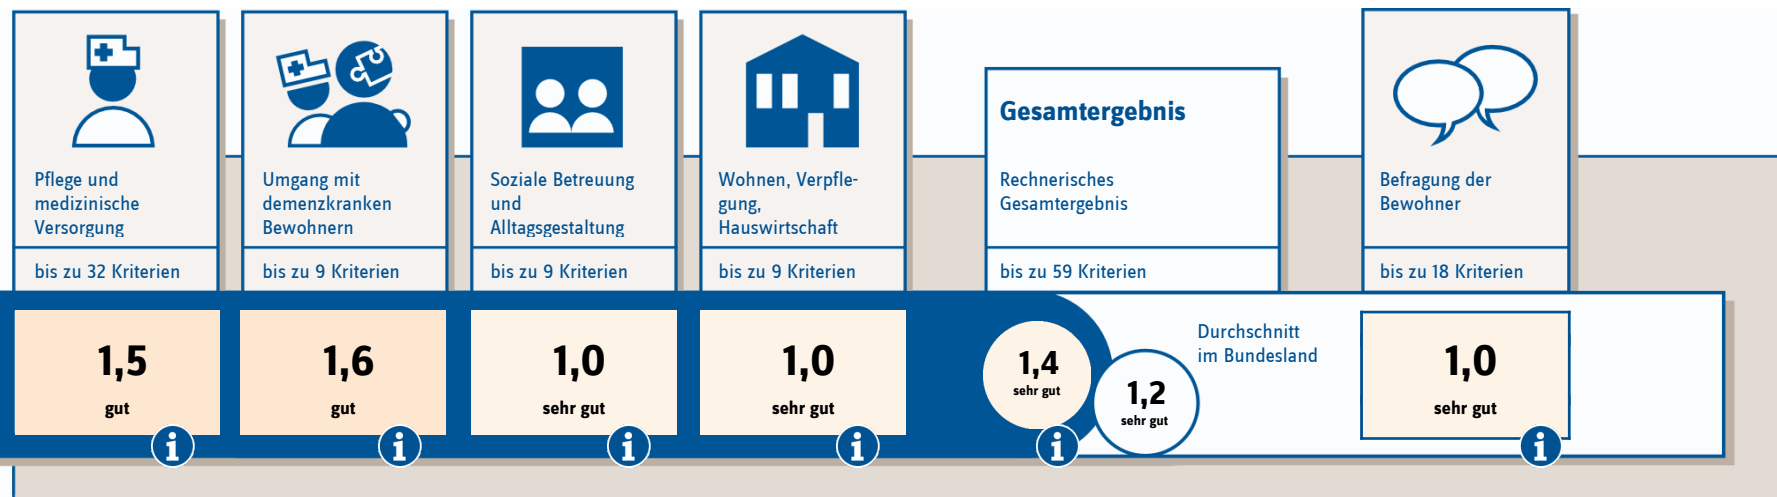 Pflege und
medizinische
Versorgung
bis zu 32 Kriterien
1,5
gut
i
Umgang mit
demenzkranken
Bewohnern
bis zu 9 Kriterien
1,6
gut
i
Soziale Betreuung
und
Alltagsgestaltung
bis zu 9 Kriterien
1,0
sehr gut
i
Wohnen, Verpfle-
gung,
Hauswirtschaft
bis zu 9 Kriterien
1,0
sehr gut
i
Gesamtergebnis
Rechnerisches
Gesamtergebnis
bis zu 59 Kriterien
1,4
sehr gut
i
Durchschnitt
im Bundesland
1,2
sehr gut
Befragung der
Bewohner
bis zu 18 Kriterien
1,0
sehr gut
i